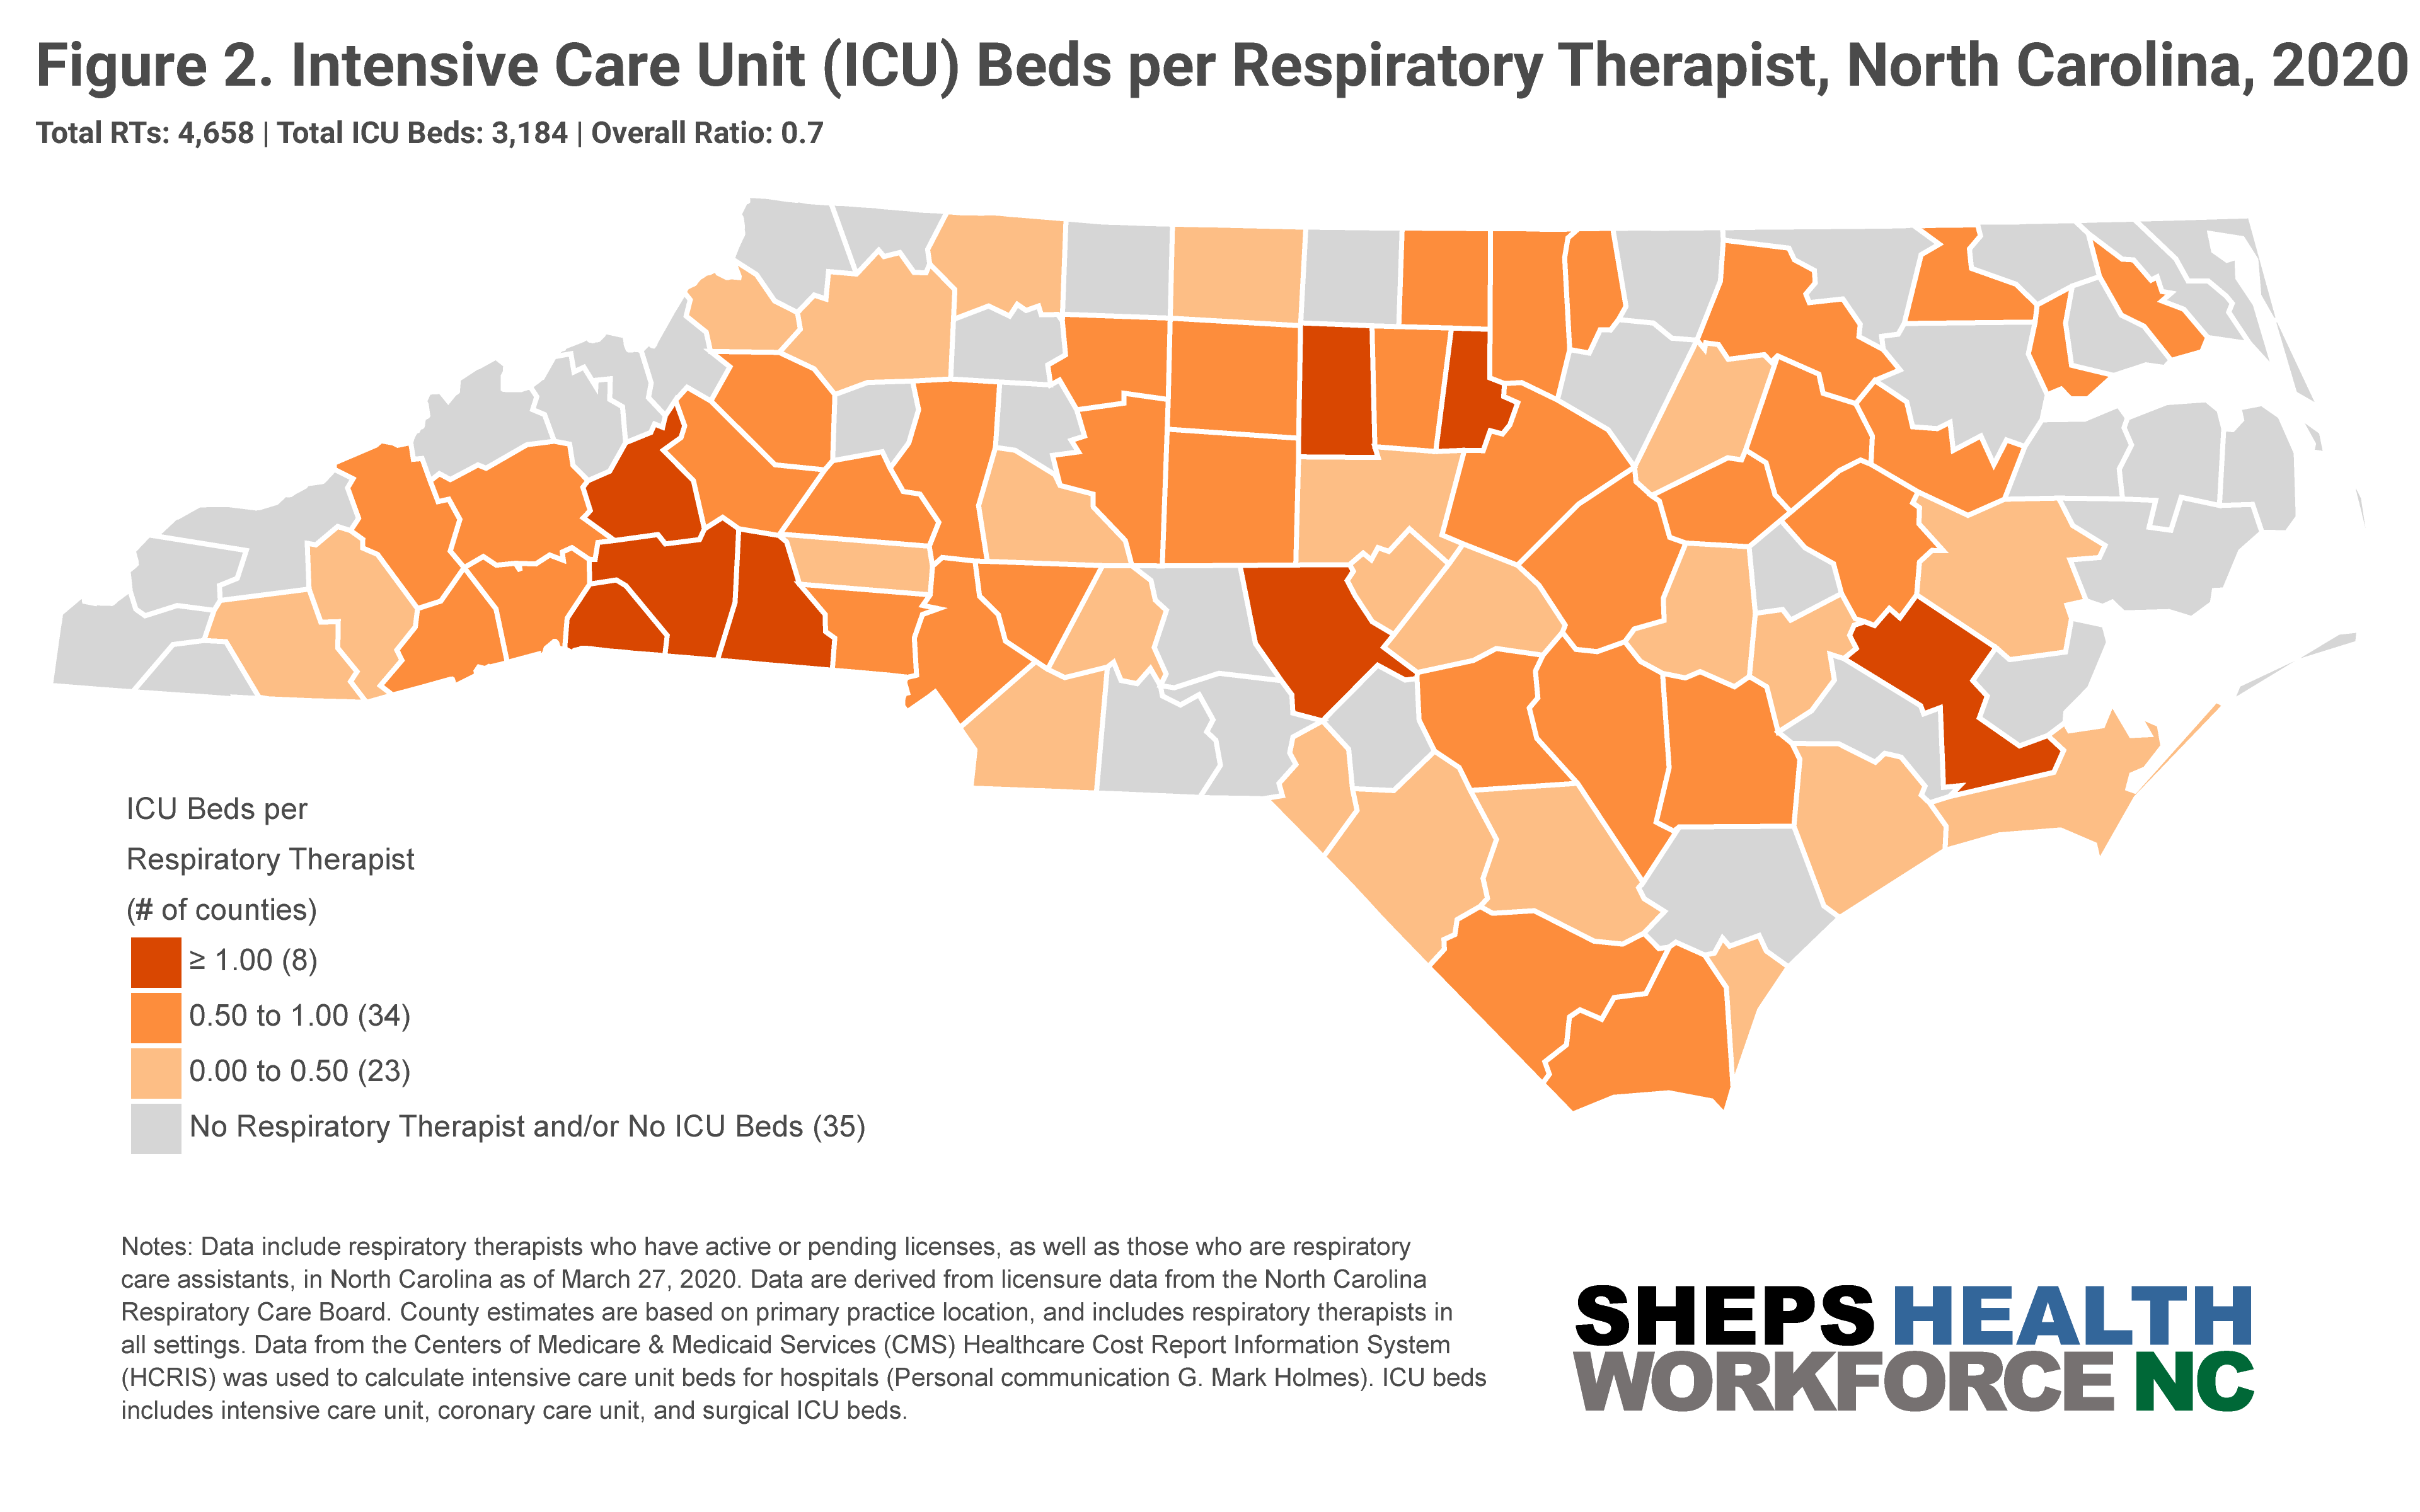 Figure 2. Intensive Care Unit (ICU) Beds per Respiratory Therapist, North Carolina, 2020
Total RTs: 4,658 | Total ICU Beds: 3,184 | Overall Ratio: 0.7
ICU Beds per
Respiratory Therapist
(# of counties)
≥ 1.00 (8)
0.50 to 1.00 (34)
0.00 to 0.50 (23)
No Respiratory Therapist and/or No ICU Beds (35)
Notes: Data include respiratory therapists who have active or pending licenses, as well as those who are respiratory
care assistants, in North Carolina as of March 27, 2020. Data are derived from licensure data from the North Carolina
Respiratory Care Board. County estimates are based on primary practice location, and includes respiratory therapists in
all settings. Data from the Centers of Medicare & Medicaid Services (CMS) Healthcare Cost Report Information System
(HCRIS) was used to calculate intensive care unit beds for hospitals (Personal communication G. Mark Holmes). ICU beds
includes intensive care unit, coronary care unit, and surgical ICU beds.
SHEPS HEALTH
WORKFORCE NC